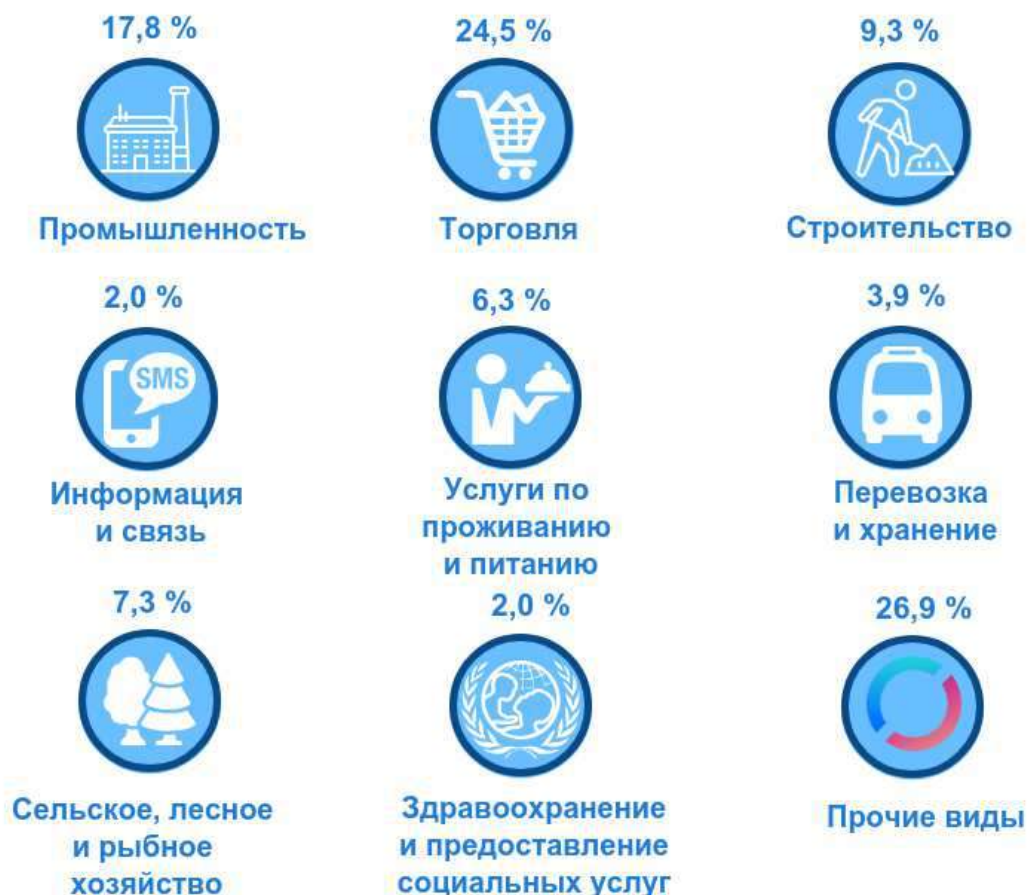 17,8 %
24,5 %
9,3 %
Промышленность
Торговля
Строительство
2,0 %
6,3 %
3,9 %
SMS
Информация
и связь
Услуги по
проживанию
и питанию
Перевозка
и хранение
7,3 %
2,0 %
26,9 %
Сельское, лесное
и рыбное
хозяйство
Здравоохранение
и предоставление
социальных услуг
Прочие виды